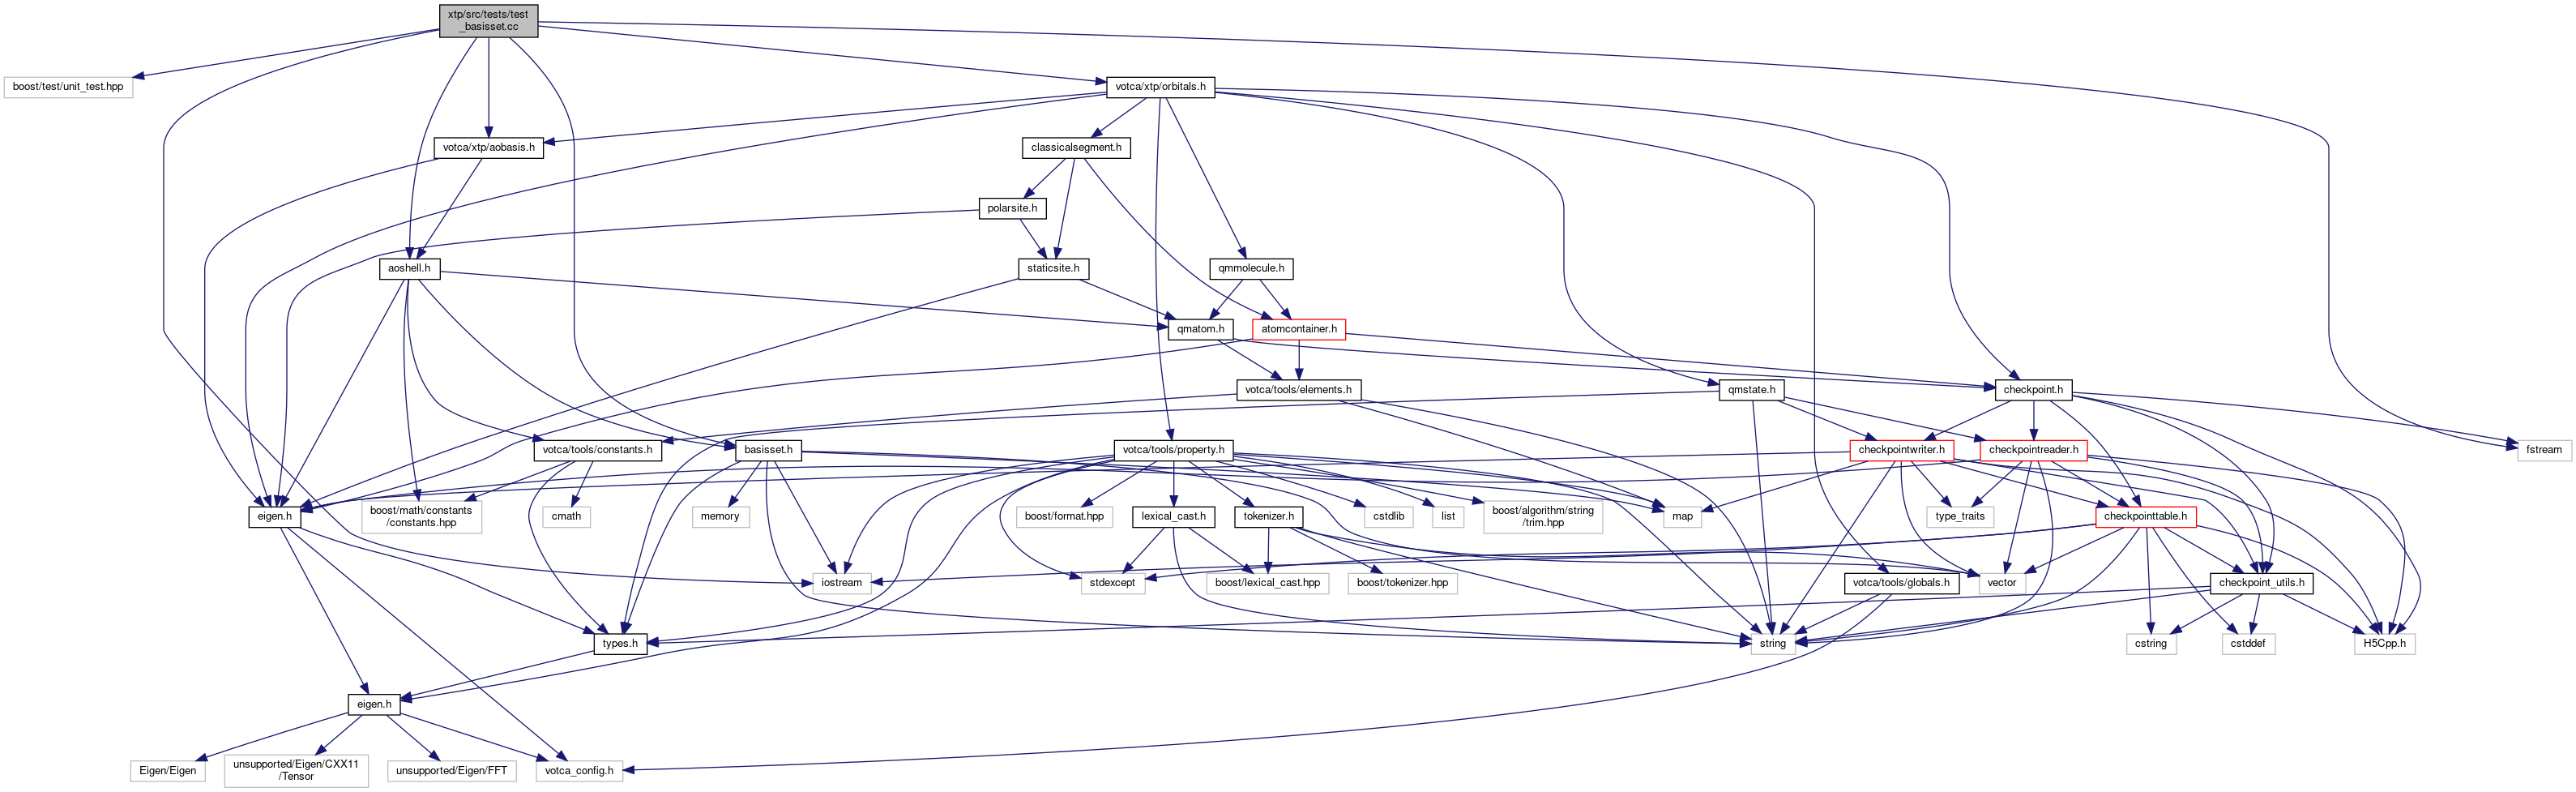 xtp/src/tests/test
_basisset.cc
boost/test/unit_test.hpp
votca/xtp/orbitals.h
votca/xtp/aobasis.h
classicalsegment.h
polarsite.h
aoshell.h
staticsite.h
qmmolecule.h
qmatom.h
atomcontainer.h
votca/tools/elements.h
qmstate.h
checkpoint.h
votca/tools/constants.h
basisset.h
votca/tools/property.h
checkpointwriter.h
checkpointreader.h
fstream
eigen.h
boost/math/constants
/constants.hpp
cmath
memory
boost/format.hpp
lexical_cast.h
tokenizer.h
cstdlib
list
boost/algorithm/string
/trim.hpp
map
type_traits
checkpointtable.h
iostream
stdexcept
boost/lexical_cast.hpp
boost/tokenizer.hpp
votca/tools/globals.h
vector
checkpoint_utils.h
types.h
string
cstring
cstddef
H5Cpp.h
eigen.h
Eigen/Eigen
unsupported/Eigen/CXX11
/Tensor
unsupported/Eigen/FFT
votca_config.h